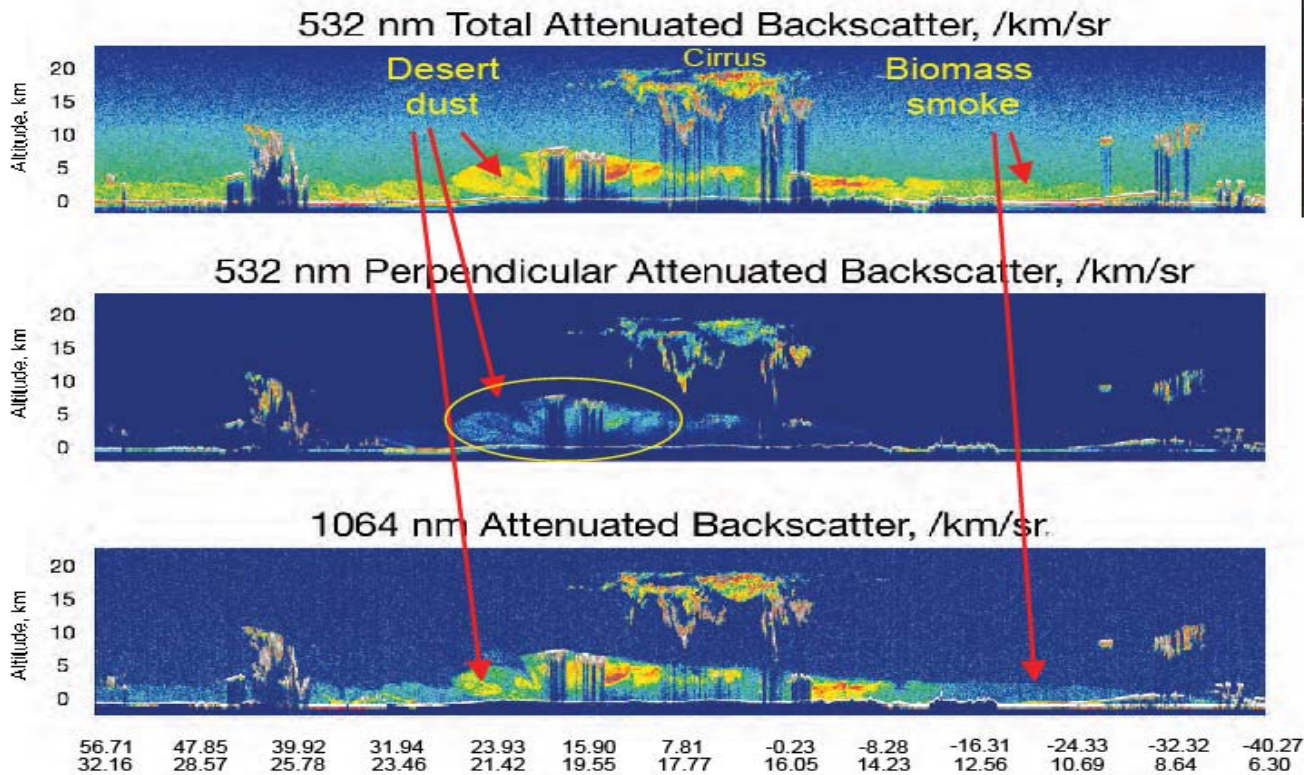 532 nm Total Attenuated Backscatter, /km/sr
Cirrus
Desert
dust
Biomass
smoke
Altitude, km
20
15
10
5
0
532 nm Perpendicular Attenuated Backscatter, /km/sr
Altitude, km
20
15
10
5
0
1064 nm Attenuated Backscatter, /km/sr.
Altitude, km
20
15
10
5
0
56.71 47.85 39.92 31.94 23.93 15.90 7.81 -0.23 -8.28 -16.31 -24.33 -32.32 -40.27
32.16 28.57 25.78 23.46 21.42 19.55 17.77 16.05 14.23 12.56 10.69 8.64 6.30